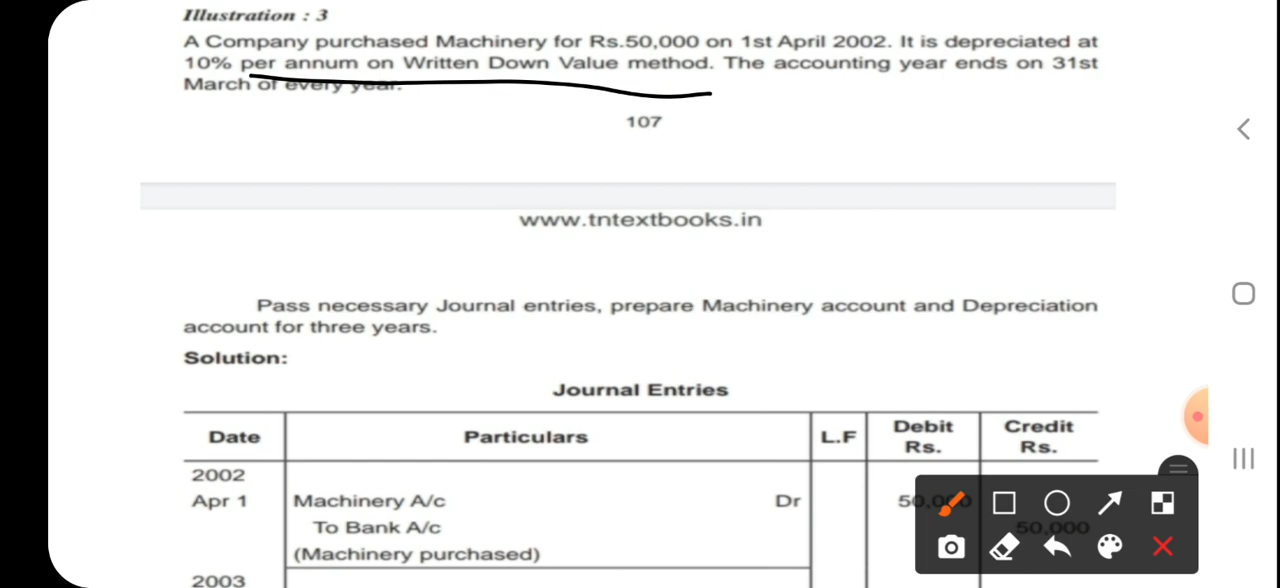 Illustration : 3
A Company purchased Machinery for Rs.50,000 on 1st April 2002. It is depreciated at
10% per annum on Written Down Value method. The accounting year ends on 31st
March of every year.
107
www.tntextbooks.in
Pass necessary Journal entries, prepare Machinery account and Depreciation
account for three years.
Solution:
Journal Entries
Date Particulars L.F Debit Rs. Credit Rs.
2002
Apr 1 Machinery A/c Dr 50,000
To Bank A/c 50,000
(Machinery purchased)
2003